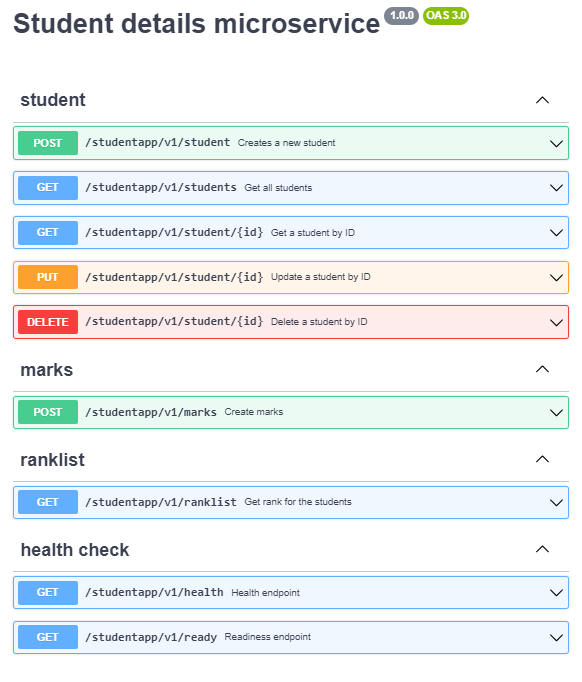 Student details microservice 1.0.0 OAS 3.0
student
POST /studentapp/v1/student Creates a new student
GET /studentapp/v1/students Get all students
GET /studentapp/v1/student/{id} Get a student by ID
PUT /studentapp/v1/student/{id} Update a student by ID
DELETE /studentapp/v1/student/{id} Delete a student by ID
marks
POST /studentapp/v1/marks Create marks
ranklist
GET /studentapp/v1/ranklist Get rank for the students
health check
GET /studentapp/v1/health Health endpoint
GET /studentapp/v1/ready Readiness endpoint